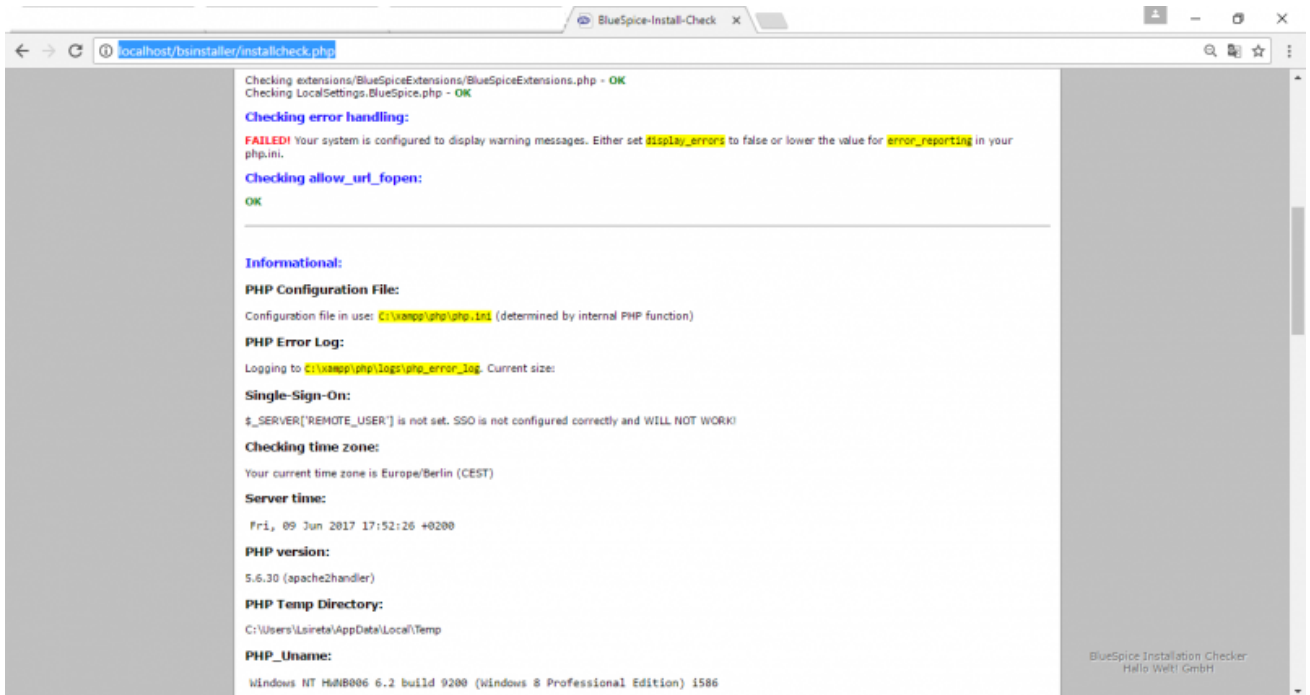 BlueSpice-Install-Check
localhost/bsinstaller/installcheck.php
Checking extensions/BlueSpiceExtensions/BlueSpiceExtensions.php - OK
Checking LocalSettings.BlueSpice.php - OK
Checking error handling:
FAILED! Your system is configured to display warning messages. Either set display_errors to false or lower the value for error_reporting in your
php.ini.
Checking allow_url_fopen:
OK
Informational:
PHP Configuration File:
Configuration file in use: C:\xampp\php\php.ini (determined by internal PHP function)
PHP Error Log:
Logging to C:\xampp\php\logs\php_error_log. Current size:
Single-Sign-On:
$_SERVER['REMOTE_USER'] is not set. SSO is not configured correctly and WILL NOT WORK!
Checking time zone:
Your current time zone is Europe/Berlin (CEST)
Server time:
Fri, 09 Jun 2017 17:52:26 +0200
PHP version:
5.6.30 (apache2handler)
PHP Temp Directory:
C:\Users\Lsireta\AppData\Local\Temp
PHP_Uname:
Windows NT HWNB006 6.2 build 9200 (Windows 8 Professional Edition) i586
BlueSpice Installation Checker
Hallo Welt! GmbH